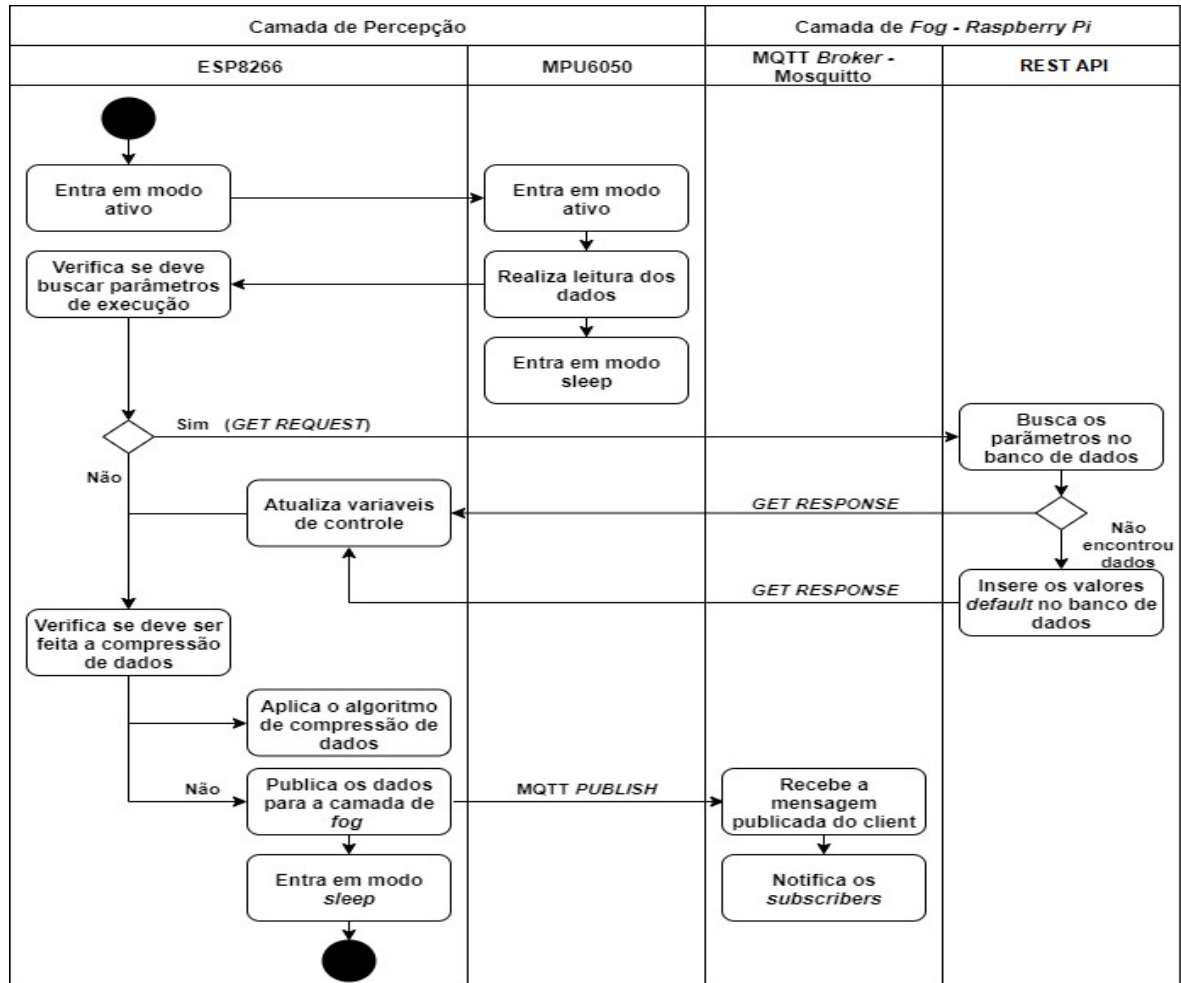 Camada de Percepção
Camada de Fog - Raspberry Pi
ESP8266
MPU6050
MQTT Broker -
Mosquitto
REST API
Entra em modo
ativo
Entra em modo
ativo
Verifica se deve
buscar parâmetros
de execução
Realiza leitura dos
dados
Entra em modo
sleep
Sim (GET REQUEST)
Busca os
parâmetros no
banco de dados
Não
Atualiza variaveis
de controle
GET RESPONSE
Não
encontrou
dados
GET RESPONSE
Insere os valores
default no banco de
dados
Verifica se deve ser
feita a compressão
de dados
Aplica o algoritmo
de compressão de
dados
Não
Publica os dados
para a camada de
fog
MQTT PUBLISH
Recebe a
mensagem
publicada do client
Entra em modo
sleep
Notifica os
subscribers